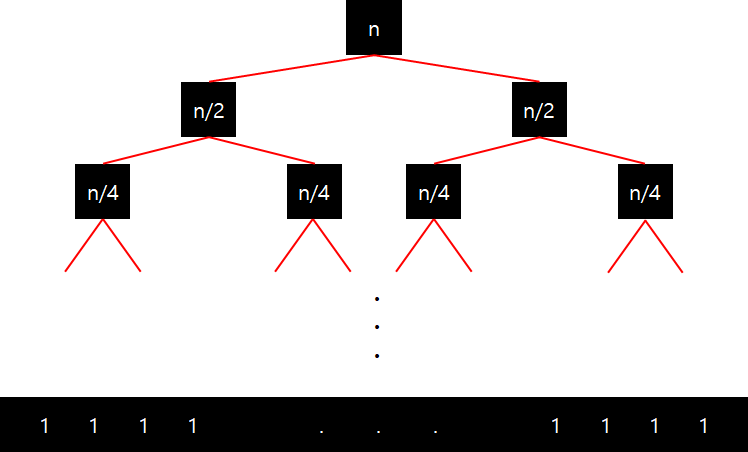 n
n/2 n/2
n/4 n/4 n/4 n/4
.
.
.
1 1 1 1 . . . 1 1 1 1